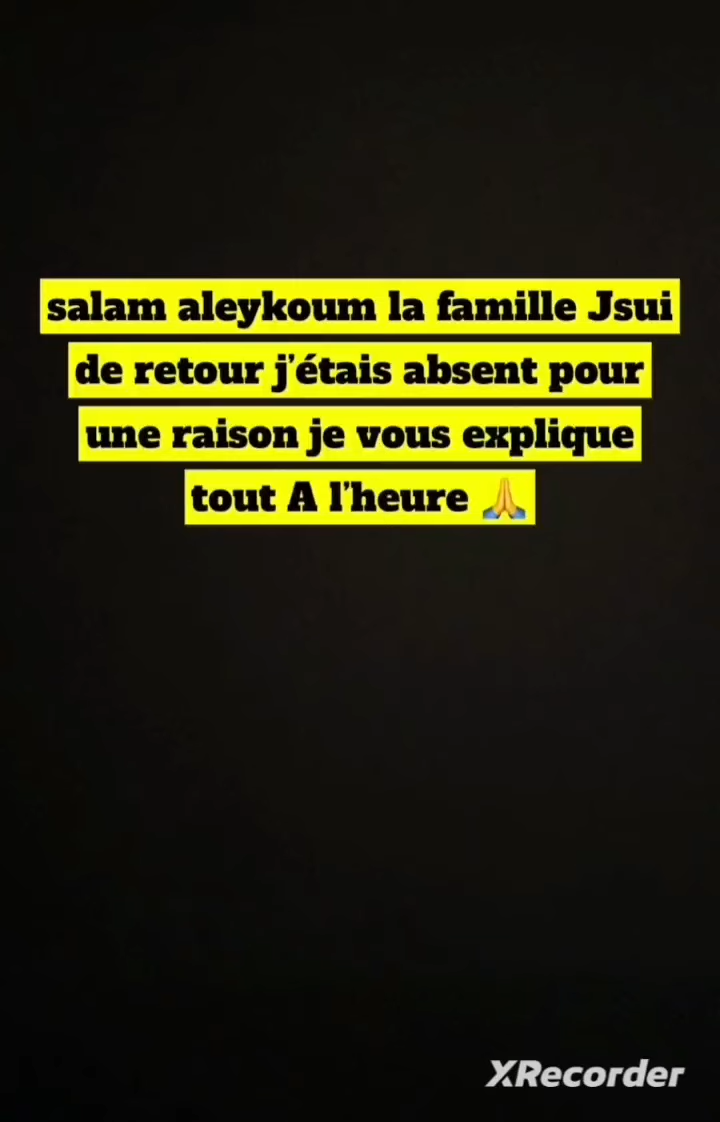 salam aleykoum la famille Jsui
de retour j'étais absent pour
une raison je vous explique
tout A l'heure 🙏
XRecorder